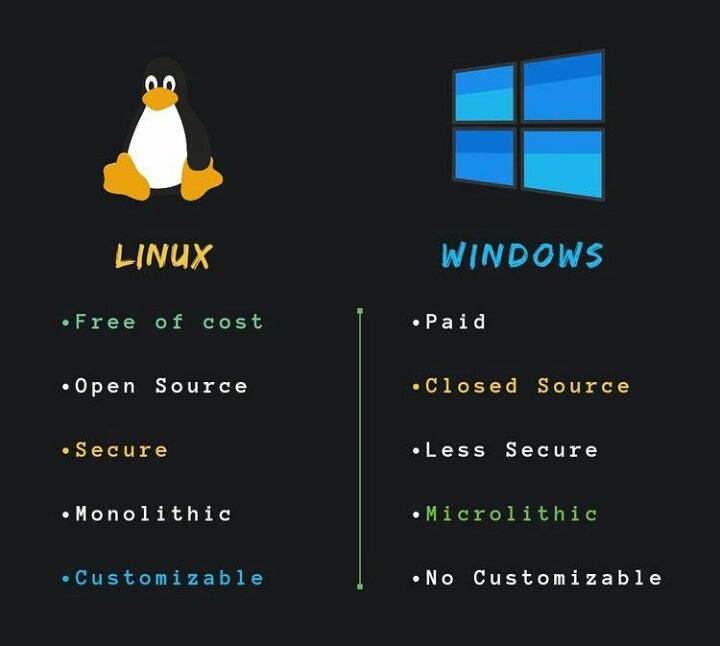 LINUX
•Free of cost
•Open Source
•Secure
•Monolithic
•Customizable
WINDOWS
•Paid
•Closed Source
•Less Secure
•Microlithic
•No Customizable